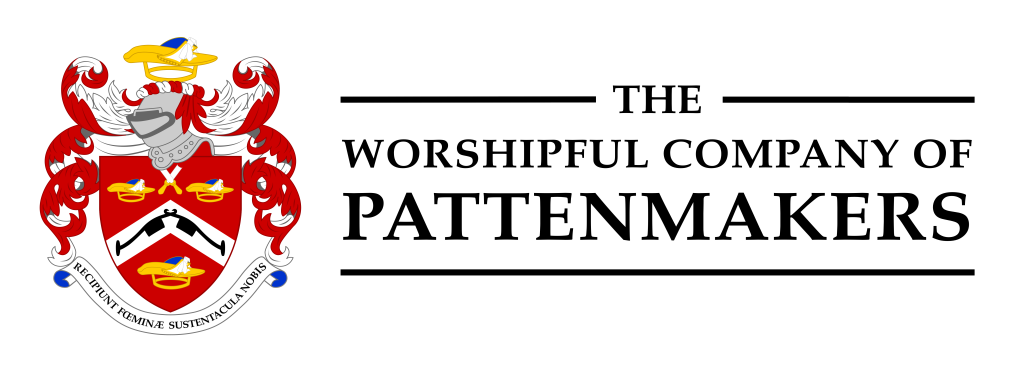 RECIPIUNT FŒMINÆ SUSTENTACULA NOBIS
THE
WORSHIPFUL COMPANY OF
PATTENMAKERS